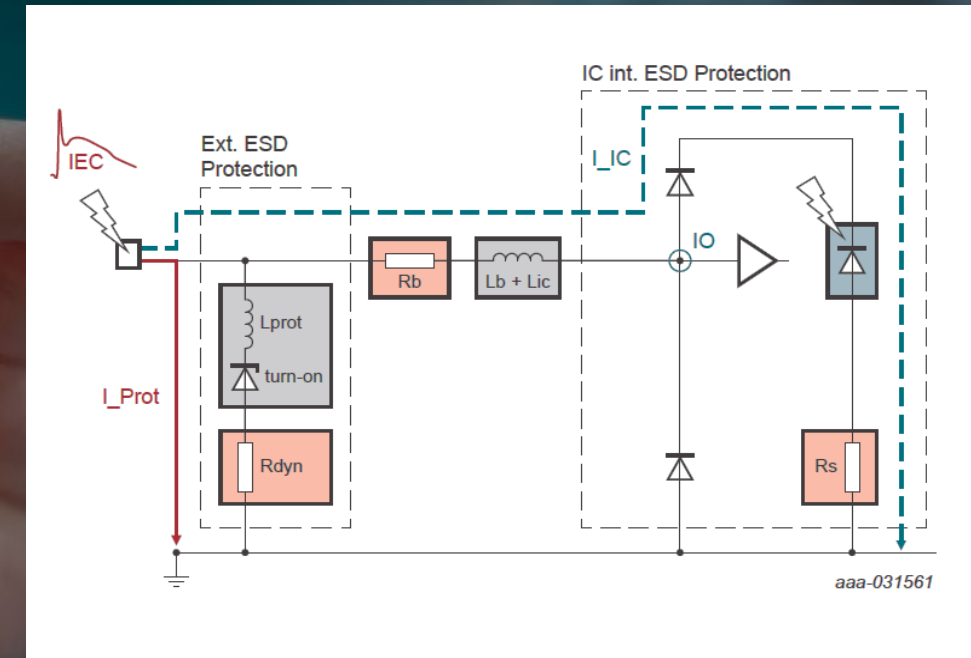 IC int. ESD Protection
IEC
Ext. ESD
Protection
I_IC
IO
Rb
Lb + Lic
Lprot
turn-on
I_Prot
Rdyn
Rs
aaa-031561